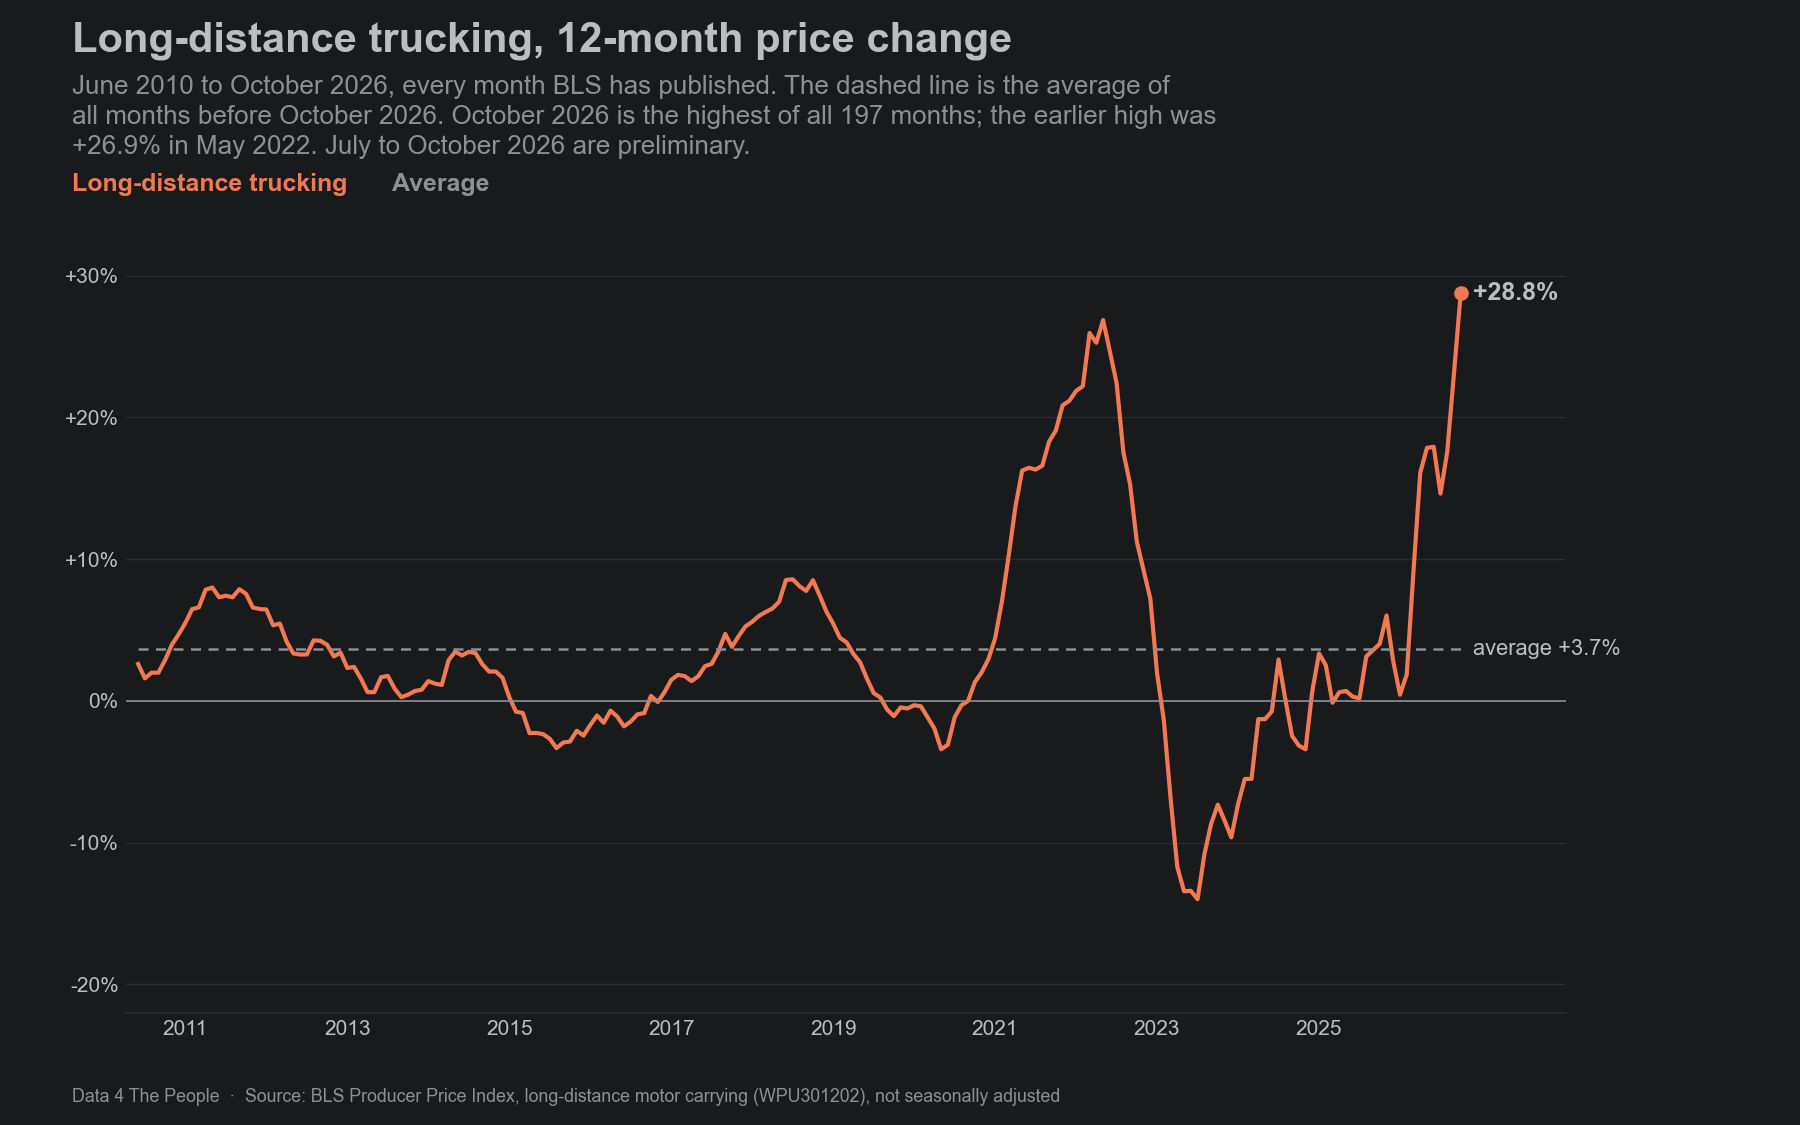 Long-distance trucking, 12-month price change
June 2010 to October 2026, every month BLS has published. The dashed line is the average of
all months before October 2026. October 2026 is the highest of all 197 months; the earlier high was
+26.9% in May 2022. July to October 2026 are preliminary.
Long-distance trucking Average
+30%
+28.8%
+20%
+10%
average +3.7%
0%
-10%
-20%
2011 2013 2015 2017 2019 2021 2023 2025
Data 4 The People · Source: BLS Producer Price Index, long-distance motor carrying (WPU301202), not seasonally adjusted